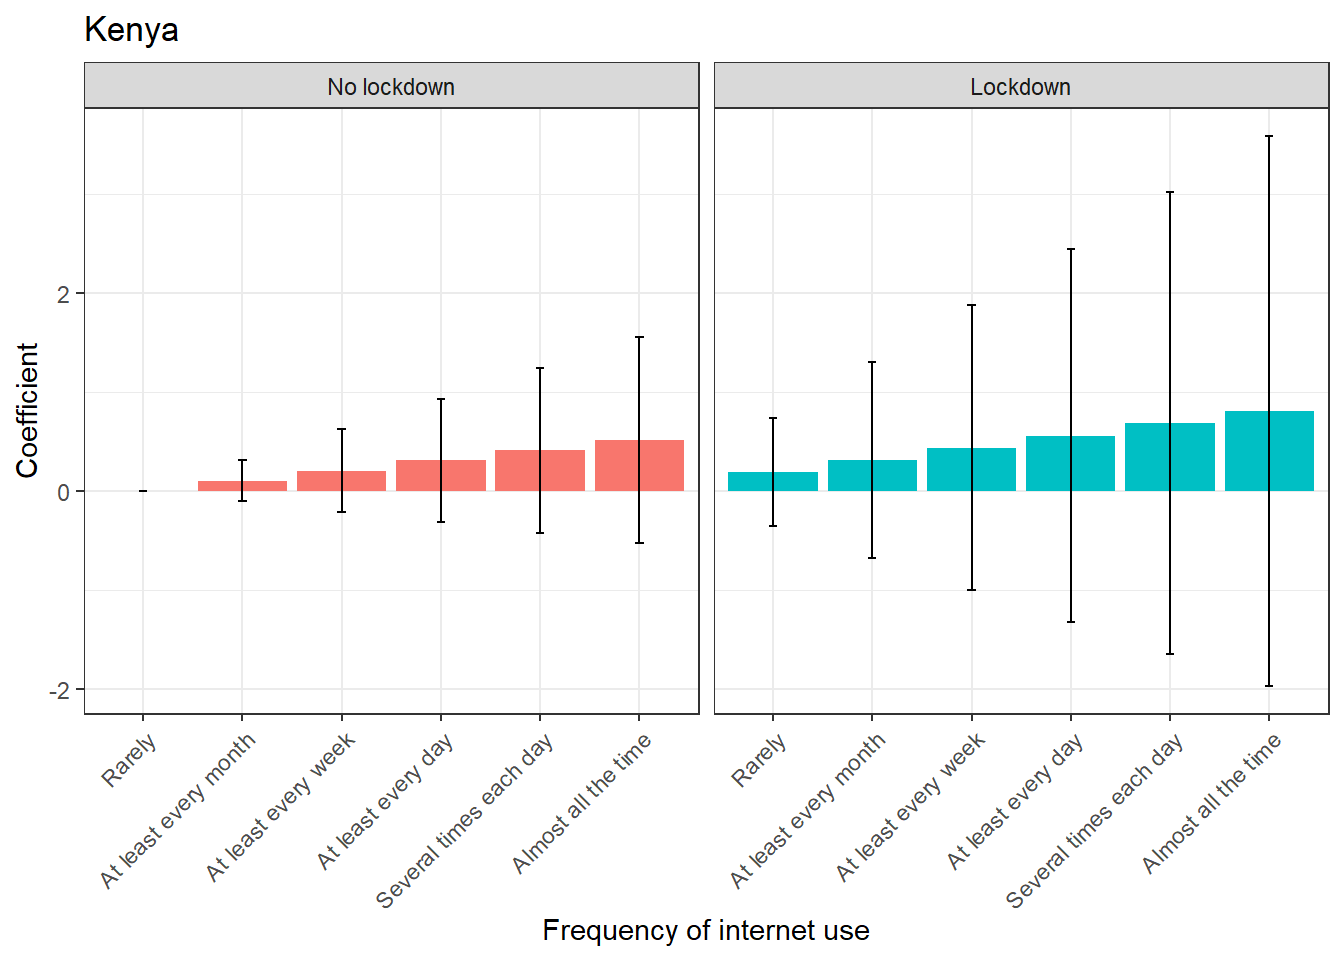 Kenya
No lockdown
Lockdown
Coefficient
2
0
-2
Rarely
At least every month
At least every week
At least every day
Several times each day
Almost all the time
Rarely
At least every month
At least every week
At least every day
Several times each day
Almost all the time
Frequency of internet use